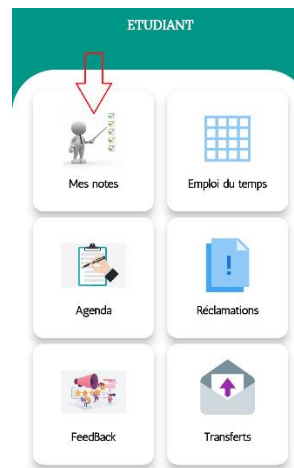 ETUDIANT
Mes notes
Emploi du temps
Agenda
Réclamations
FeedBack
Transferts